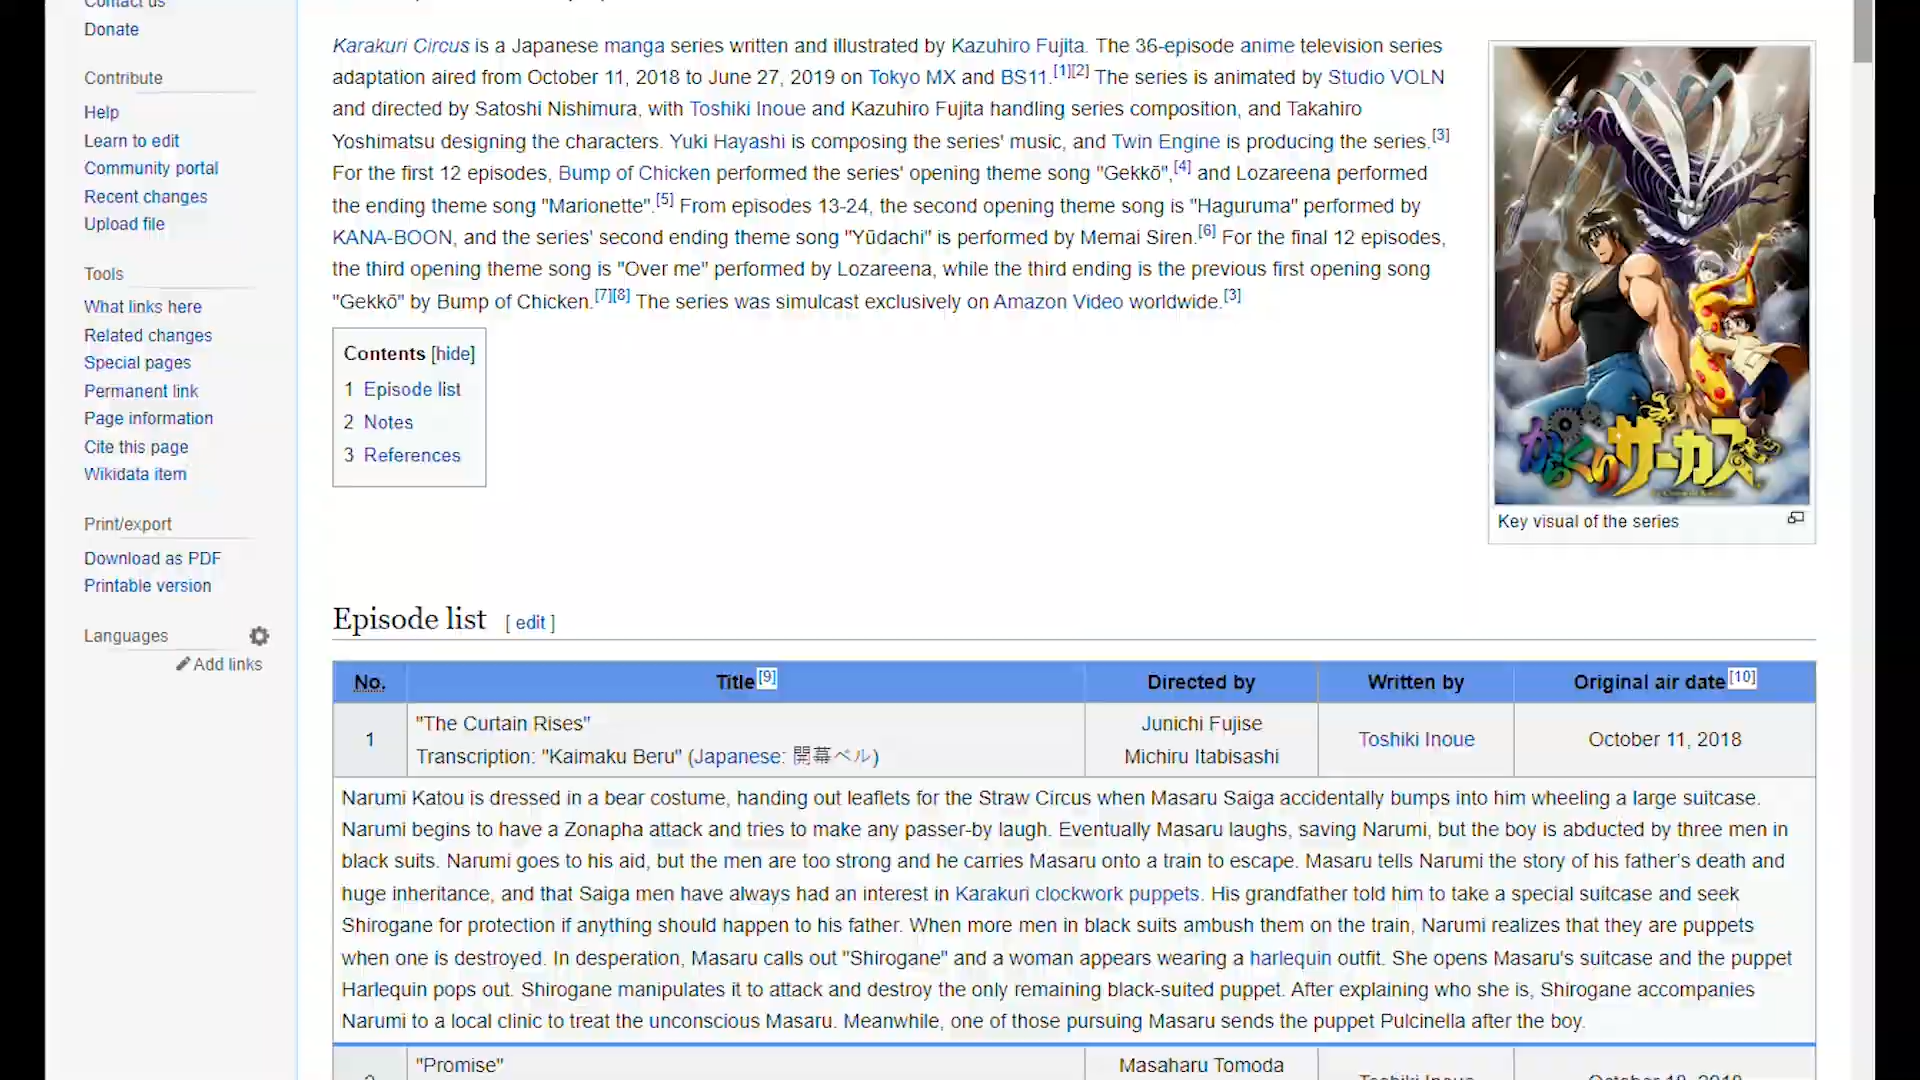 Contact us
Donate
Contribute
Help
Learn to edit
Community portal
Recent changes
Upload file
Tools
What links here
Related changes
Special pages
Permanent link
Page information
Cite this page
Wikidata item
Print/export
Download as PDF
Printable version
Languages
Add links
Karakuri Circus is a Japanese manga series written and illustrated by Kazuhiro Fujita. The 36-episode anime television series
adaptation aired from October 11, 2018 to June 27, 2019 on Tokyo MX and BS11.[1][2] The series is animated by Studio VOLN
and directed by Satoshi Nishimura, with Toshiki Inoue and Kazuhiro Fujita handling series composition, and Takahiro
Yoshimatsu designing the characters. Yuki Hayashi is composing the series' music, and Twin Engine is producing the series.[3]
For the first 12 episodes, Bump of Chicken performed the series' opening theme song "Gekkō",[4] and Lozareena performed
the ending theme song "Marionette".[5] From episodes 13-24, the second opening theme song is "Haguruma" performed by
KANA-BOON, and the series' second ending theme song "Yūdachi" is performed by Memai Siren.[6] For the final 12 episodes,
the third opening theme song is "Over me" performed by Lozareena, while the third ending is the previous first opening song
"Gekkō" by Bump of Chicken.[7][8] The series was simulcast exclusively on Amazon Video worldwide.[3]
からくりサーカス
Key visual of the series
Contents [hide]
1 Episode list
2 Notes
3 References
Episode list [ edit ]
No. Title[9] Directed by Written by Original air date[10]
1 "The Curtain Rises" Junichi Fujise Toshiki Inoue October 11, 2018
Transcription: "Kaimaku Beru" (Japanese: 開幕ベル) Michiru Itabisashi
Narumi Katou is dressed in a bear costume, handing out leaflets for the Straw Circus when Masaru Saiga accidentally bumps into him wheeling a large suitcase.
Narumi begins to have a Zonapha attack and tries to make any passer-by laugh. Eventually Masaru laughs, saving Narumi, but the boy is abducted by three men in
black suits. Narumi goes to his aid, but the men are too strong and he carries Masaru onto a train to escape. Masaru tells Narumi the story of his father's death and
huge inheritance, and that Saiga men have always had an interest in Karakuri clockwork puppets. His grandfather told him to take a special suitcase and seek
Shirogane for protection if anything should happen to his father. When more men in black suits ambush them on the train, Narumi realizes that they are puppets
when one is destroyed. In desperation, Masaru calls out "Shirogane" and a woman appears wearing a harlequin outfit. She opens Masaru's suitcase and the puppet
Harlequin pops out. Shirogane manipulates it to attack and destroy the only remaining black-suited puppet. After explaining who she is, Shirogane accompanies
Narumi to a local clinic to treat the unconscious Masaru. Meanwhile, one of those pursuing Masaru sends the puppet Pulcinella after the boy.
"Promise" Masaharu Tomoda